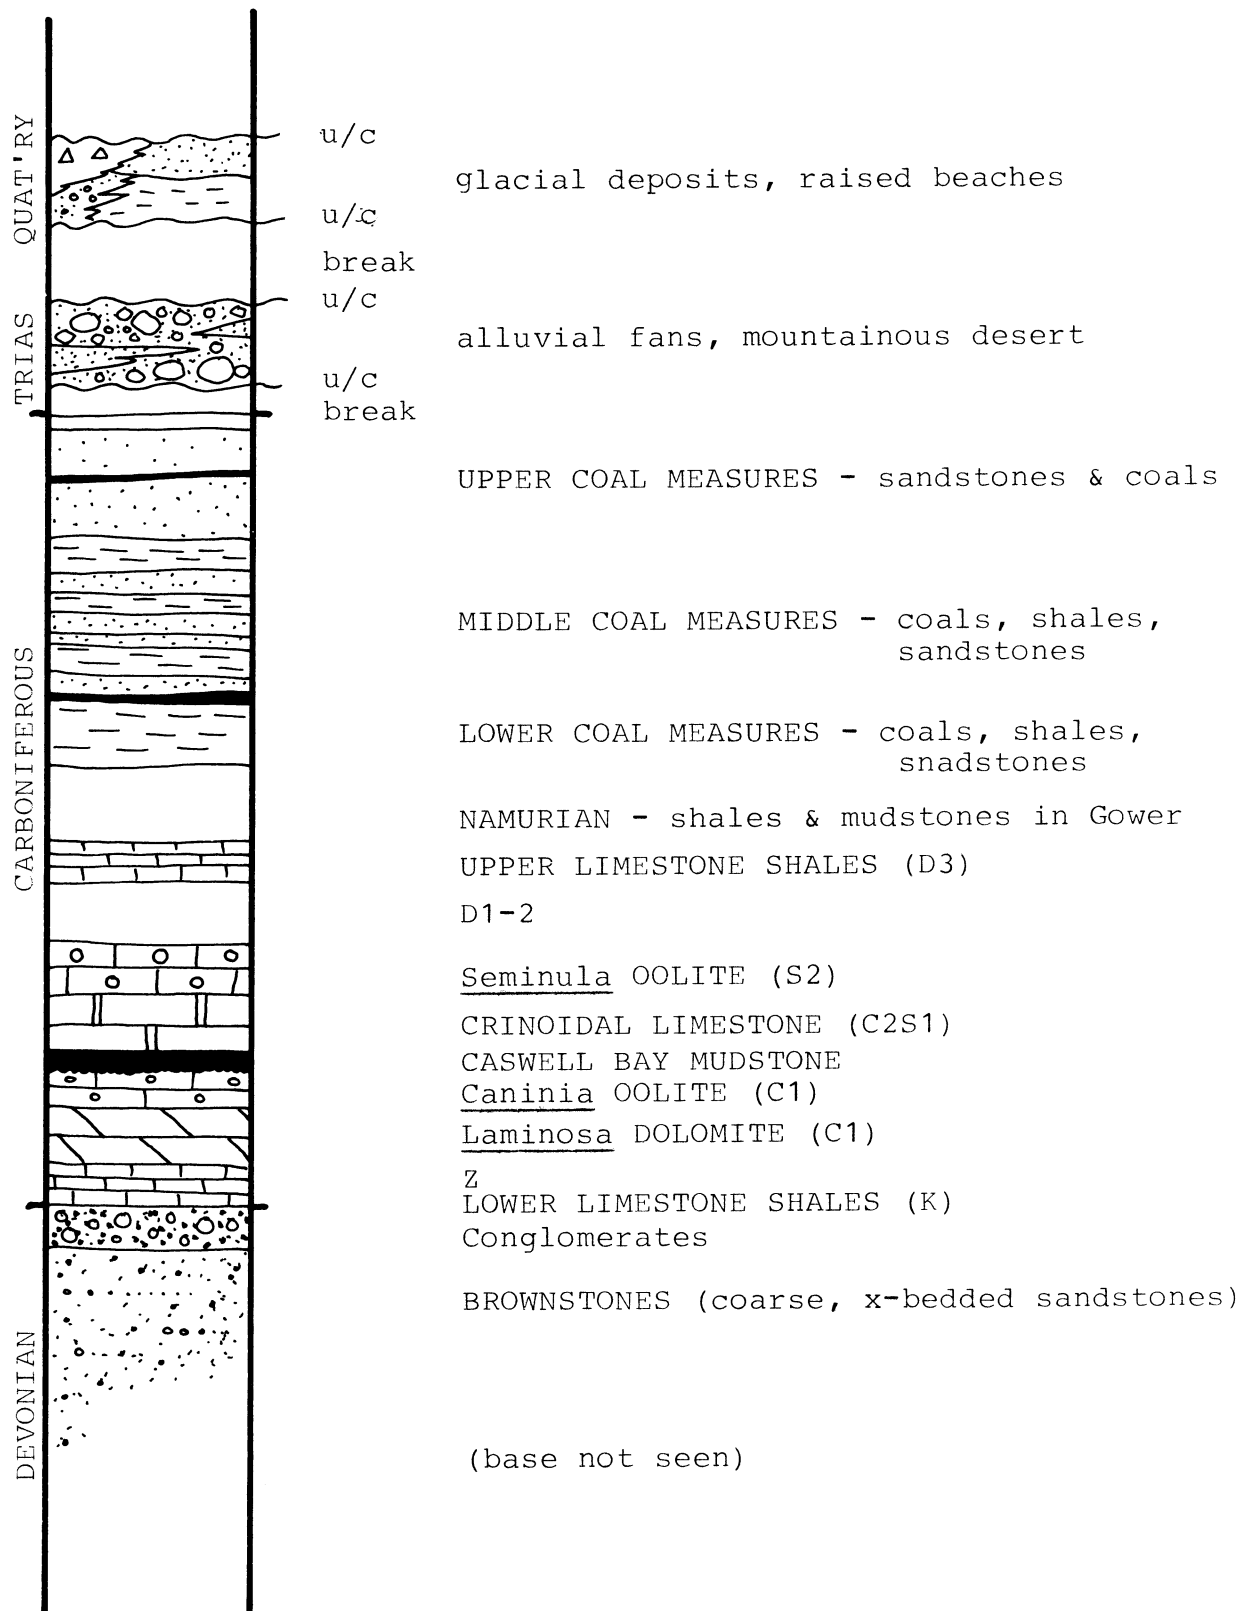 QUAT'RY
u/c
glacial deposits, raised beaches
u/c
break
TRIAS
u/c
alluvial fans, mountainous desert
u/c
break
CARBONIFEROUS
UPPER COAL MEASURES - sandstones & coals
MIDDLE COAL MEASURES - coals, shales,
sandstones
LOWER COAL MEASURES - coals, shales,
snadstones
NAMURIAN - shales & mudstones in Gower
UPPER LIMESTONE SHALES (D3)
D1-2
Seminula OOLITE (S2)
CRINOIDAL LIMESTONE (C2S1)
CASWELL BAY MUDSTONE
Caninia OOLITE (C1)
Laminosa DOLOMITE (C1)
Z
LOWER LIMESTONE SHALES (K)
Conglomerates
DEVONIAN
BROWNSTONES (coarse, x-bedded sandstones)
(base not seen)